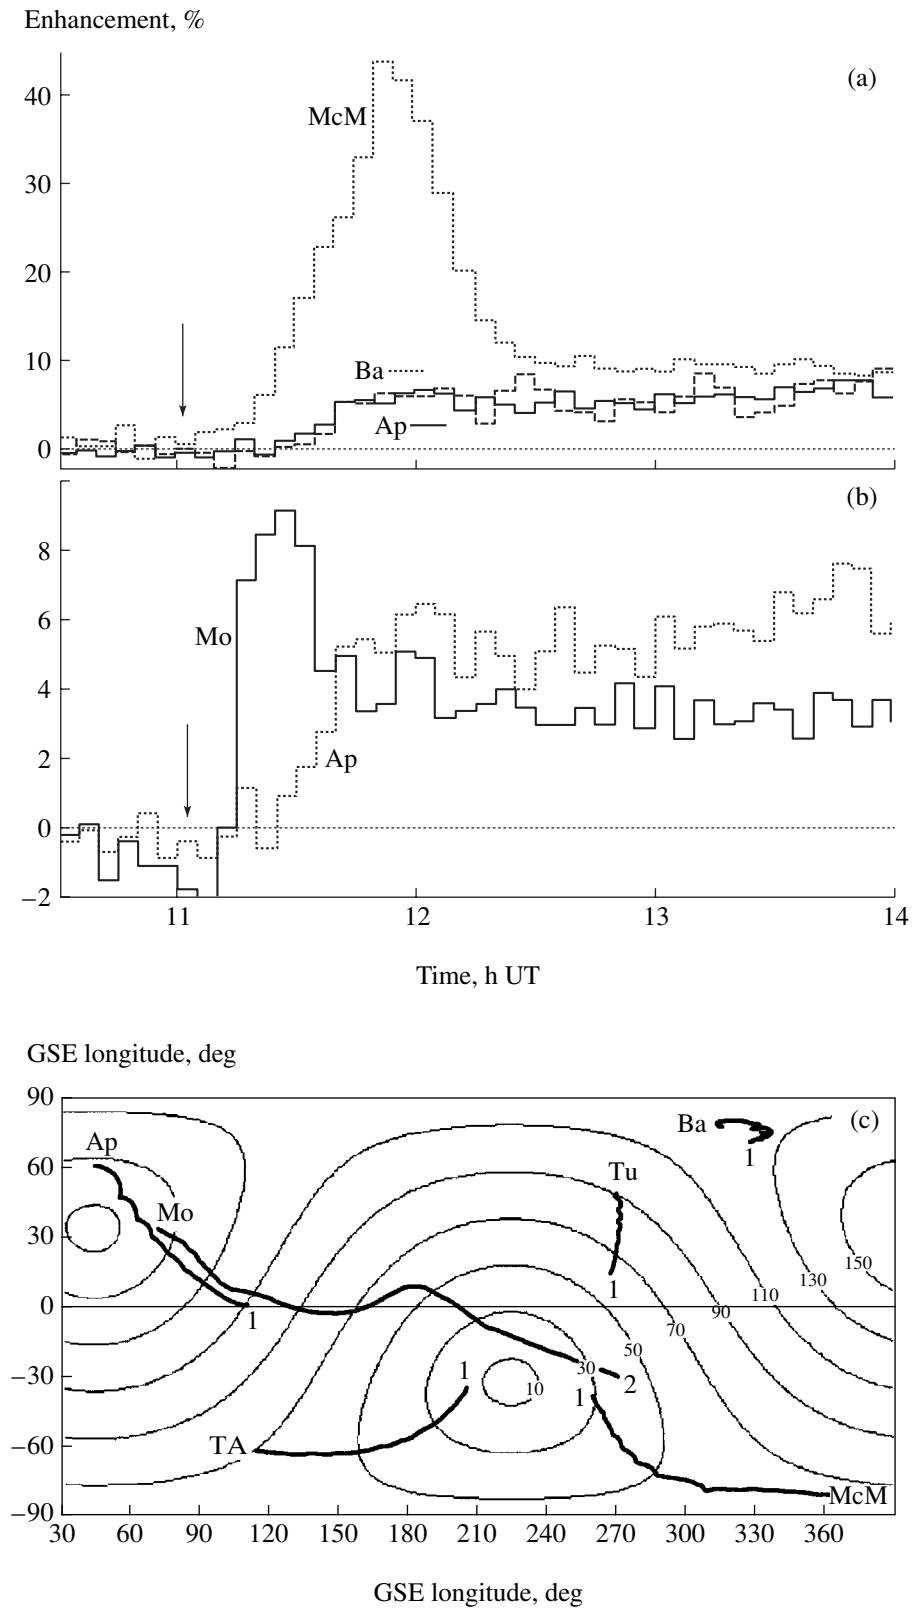 Enhancement, %
(a)
40
McM
30
20
10
Ba
Ap
0
(b)
8
Mo
6
4
2
Ap
0
−2
11 12 13 14
Time, h UT
GSE longitude, deg
90
(c)
Ap
Ba
1
60
Tu
Mo
30
150
130
1
110
0
1
90
70
50
−30
1
30
10
1
2
−60
TA
McM
−90
30 60 90 120 150 180 210 240 270 300 330 360
GSE longitude, deg